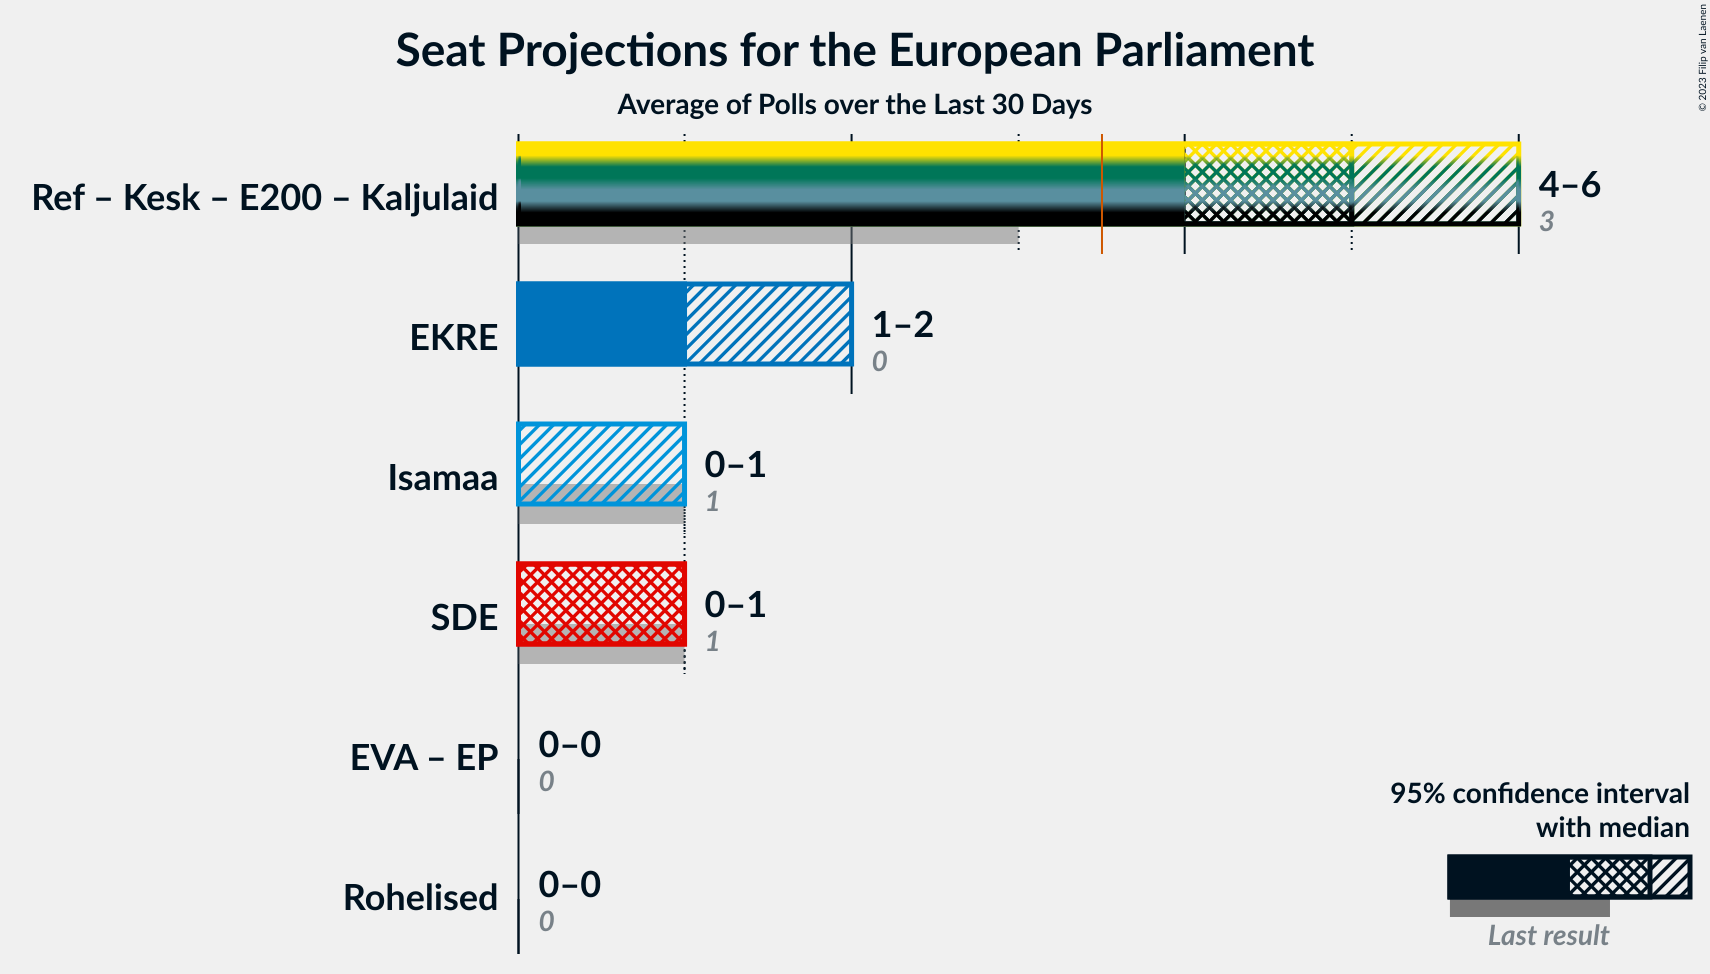 Seat Projections for the European Parliament
Average of Polls over the Last 30 Days
© 2023 Filip van Laenen
Ref – Kesk – E200 – Kaljulaid
4–6
3
EKRE
1–2
0
Isamaa
0–1
1
SDE
0–1
1
EVA – EP
0–0
0
Rohelised
0–0
0
95% confidence interval
with median
Last result